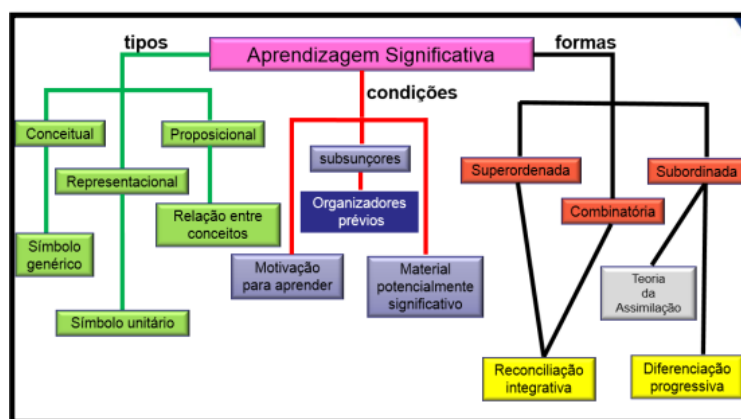 tipos
Aprendizagem Significativa
formas
condições
Conceitual
Proposicional
subsunçores
Superordenada
Subordinada
Representacional
Organizadores
prévios
Combinatória
Relação entre
conceitos
Símbolo
genérico
Motivação
para aprender
Material
potencialmente
significativo
Teoria
da
Assimilação
Símbolo unitário
Reconciliação
integrativa
Diferenciação
progressiva